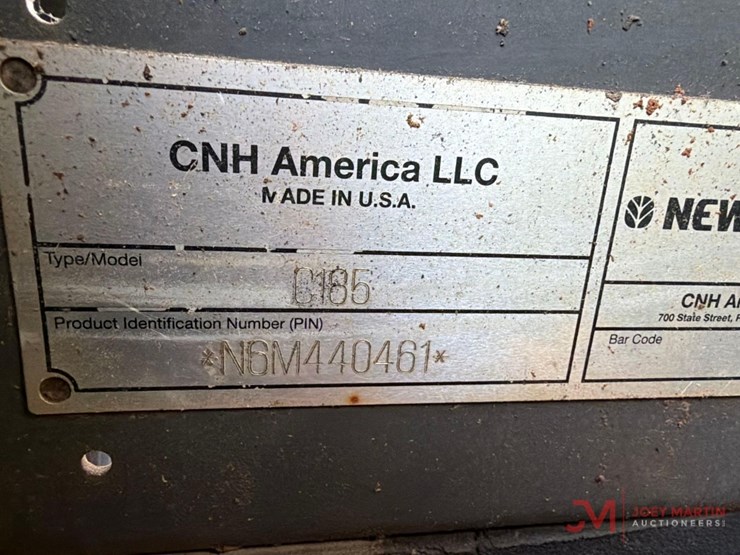 CNH America LLC
MADE IN U.S.A.
Type/Model
C185
Product Identification Number (PIN)
*N6M440461*
NEW
CNH A
700 State Street,
Bar Code
JM JOEY MARTIN
AUCTIONEERS